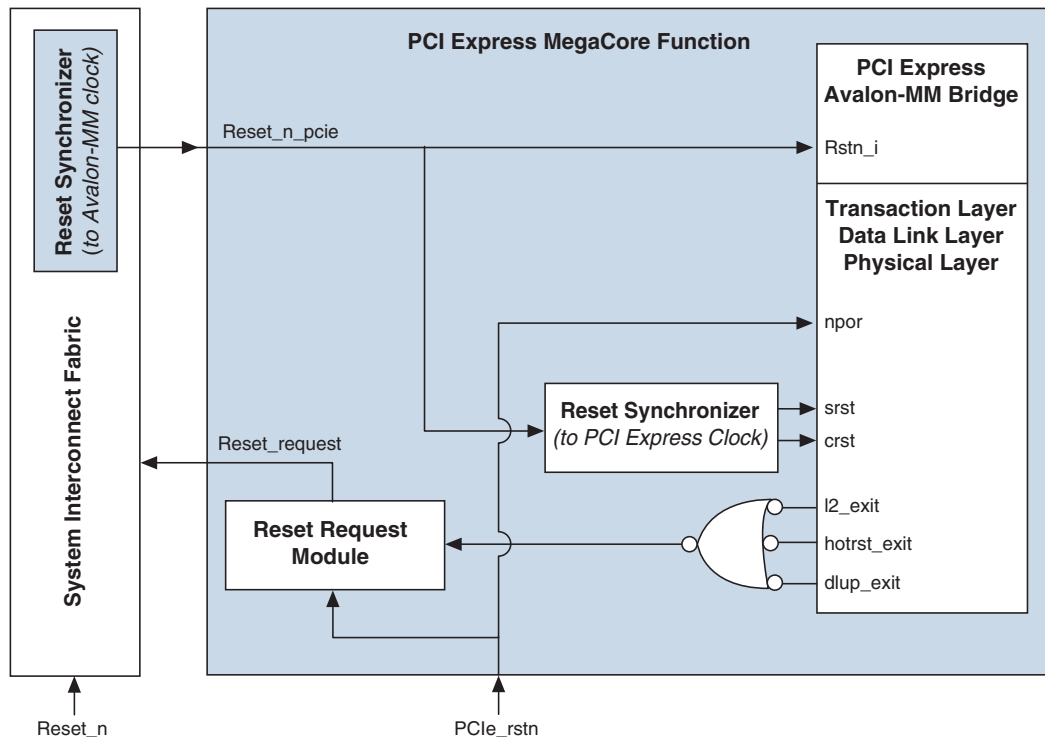 PCI Express MegaCore Function
Reset Synchronizer
(to Avalon-MM clock)
System Interconnect Fabric
PCI Express
Avalon-MM Bridge
Reset_n_pcie
Rstn_i
Transaction Layer
Data Link Layer
Physical Layer
npor
Reset Synchronizer
(to PCI Express Clock)
srst
crst
Reset_request
Reset Request
Module
l2_exit
hotrst_exit
dlup_exit
Reset_n
PCIe_rstn